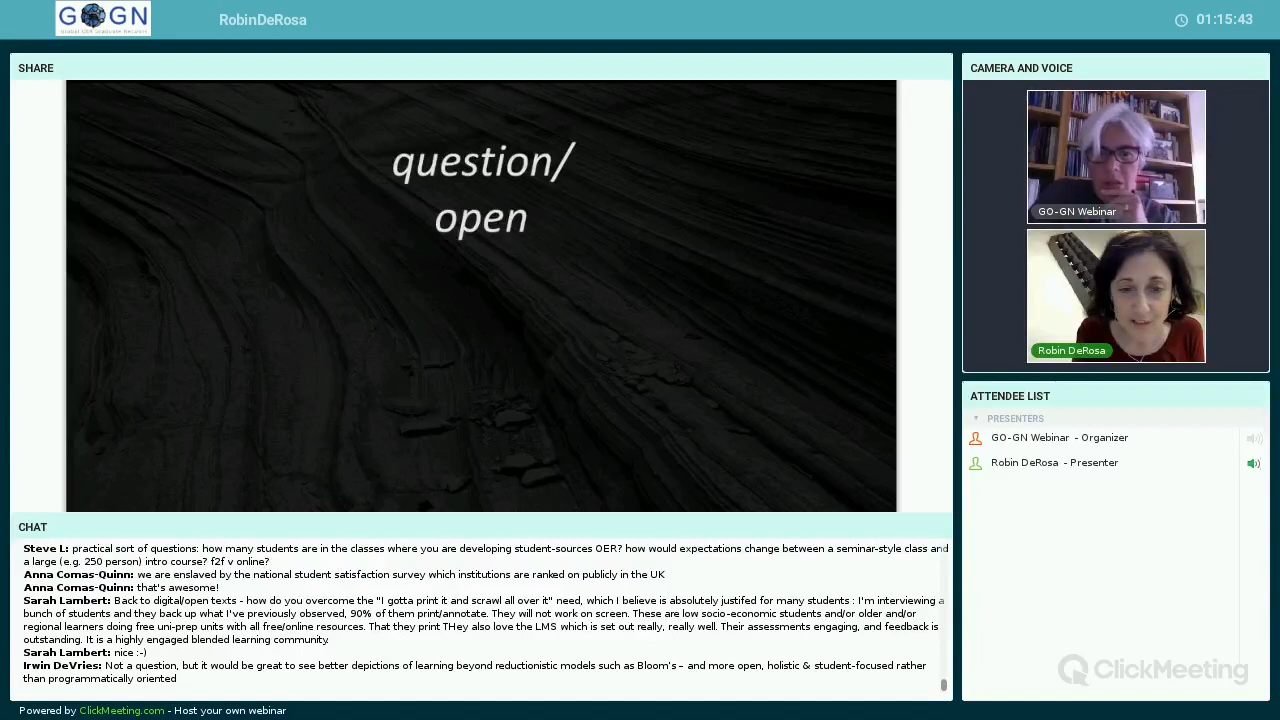 GOGN
Global OER Graduate Network
RobinDeRosa
01:15:43
SHARE
question/
open
CAMERA AND VOICE
GO-GN Webinar
Robin DeRosa
ATTENDEE LIST
PRESENTERS
GO-GN Webinar - Organizer
Robin DeRosa - Presenter
CHAT
Steve L: practical sort of questions: how many students are in the classes where you are developing student-sources OER? how would expectations change between a seminar-style class and
a large (e.g. 250 person) intro course? f2f v online?
Anna Comas-Quinn: we are enslaved by the national student satisfaction survey which institutions are ranked on publicly in the UK
Anna Comas-Quinn: that's awesome!
Sarah Lambert: Back to digital/open texts - how do you overcome the "I gotta print it and scrawl all over it" need, which I believe is absolutely justifed for many students : I'm interviewing a
bunch of students and they back up what I've previously observed, 90% of them print/annotate. They will not work on screen. These are low socio-economic students and/or older and/or
regional learners doing free uni-prep units with all free/online resources. That they print THey also love the LMS which is set out really, really well. Their assessments engaging, and feedback is
outstanding. It is a highly engaged blended learning community.
Sarah Lambert: nice :-)
Irwin DeVries: Not a question, but it would be great to see better depictions of learning beyond reductionistic models such as Bloom's – and more open, holistic & student-focused rather
than programmatically oriented
ClickMeeting
Powered by ClickMeeting.com - Host your own webinar